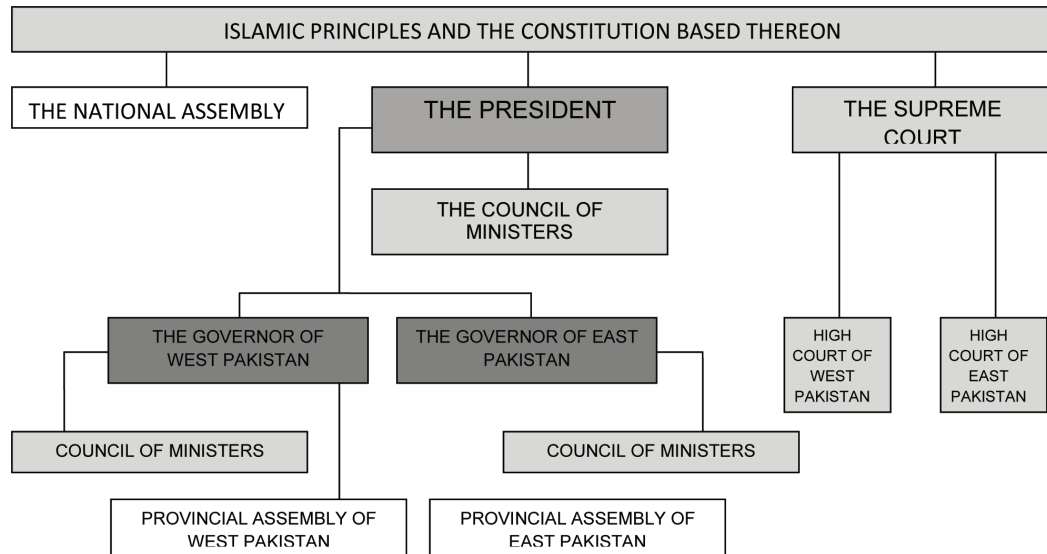 ISLAMIC PRINCIPLES AND THE CONSTITUTION BASED THEREON
THE NATIONAL ASSEMBLY
THE PRESIDENT
THE SUPREME
COURT
THE COUNCIL OF
MINISTERS
THE GOVERNOR OF
WEST PAKISTAN
THE GOVERNOR OF EAST
PAKISTAN
HIGH
COURT OF
WEST
PAKISTAN
HIGH
COURT OF
EAST
PAKISTAN
COUNCIL OF MINISTERS
COUNCIL OF MINISTERS
PROVINCIAL ASSEMBLY OF
WEST PAKISTAN
PROVINCIAL ASSEMBLY OF
EAST PAKISTAN